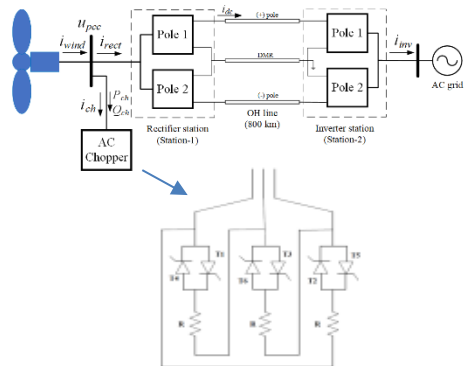 u_pcc
i_wind
i_rect
i_dc
(+) pole
Pole 1
Pole 1
DMR
i_inv
Pole 2
Pole 2
AC grid
i_ch
P_ch
Q_ch
(-) pole
AC
Chopper
Rectifier station
(Station-1)
OH line
(800 km)
Inverter station
(Station-2)
T1
T3
T5
T4
T6
T2
R
R
R